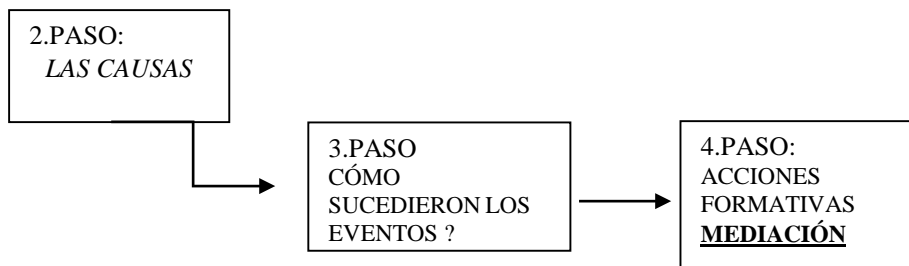 2.PASO:
LAS CAUSAS
3.PASO
CÓMO
SUCEDIERON LOS
EVENTOS ?
4.PASO:
ACCIONES
FORMATIVAS
MEDIACIÓN